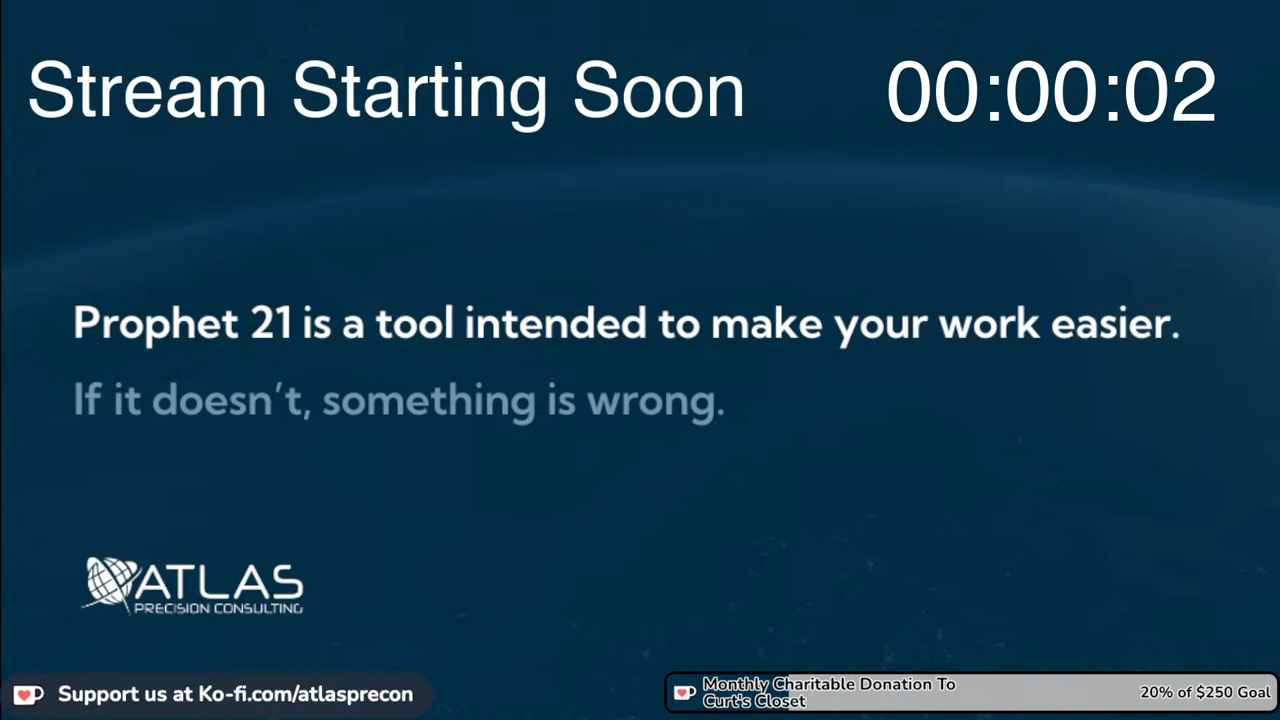 Stream Starting Soon 00:00:02
Prophet 21 is a tool intended to make your work easier.
If it doesn’t, something is wrong.
ATLAS
PRECISION CONSULTING
Support us at Ko-fi.com/atlasprecon
Monthly Charitable Donation To
Curt's Closet
20% of $250 Goal